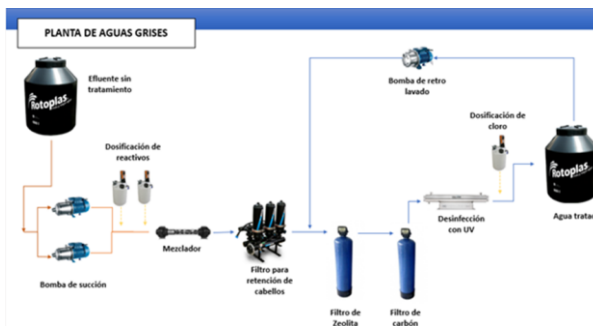 PLANTA DE AGUAS GRISES
Efluente sin
tratamiento
Rotoplas
Dosificación de
reactivos
Bomba de succión
Mezclador
Filtro para
retención de
cabellos
Bomba de retro
lavado
Filtro de
Zeolita
Filtro de
carbón
Desinfección
con UV
Dosificación
de cloro
Rotoplas
Agua tratad